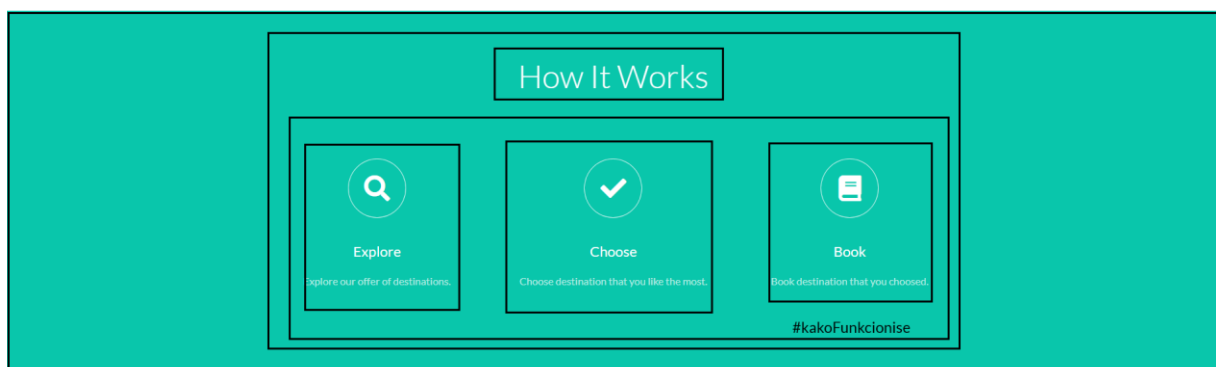 How It Works
Explore
Explore our offer of destinations.
Choose
Choose destination that you like the most.
Book
Book destination that you choosed.
#kakoFunkcionise